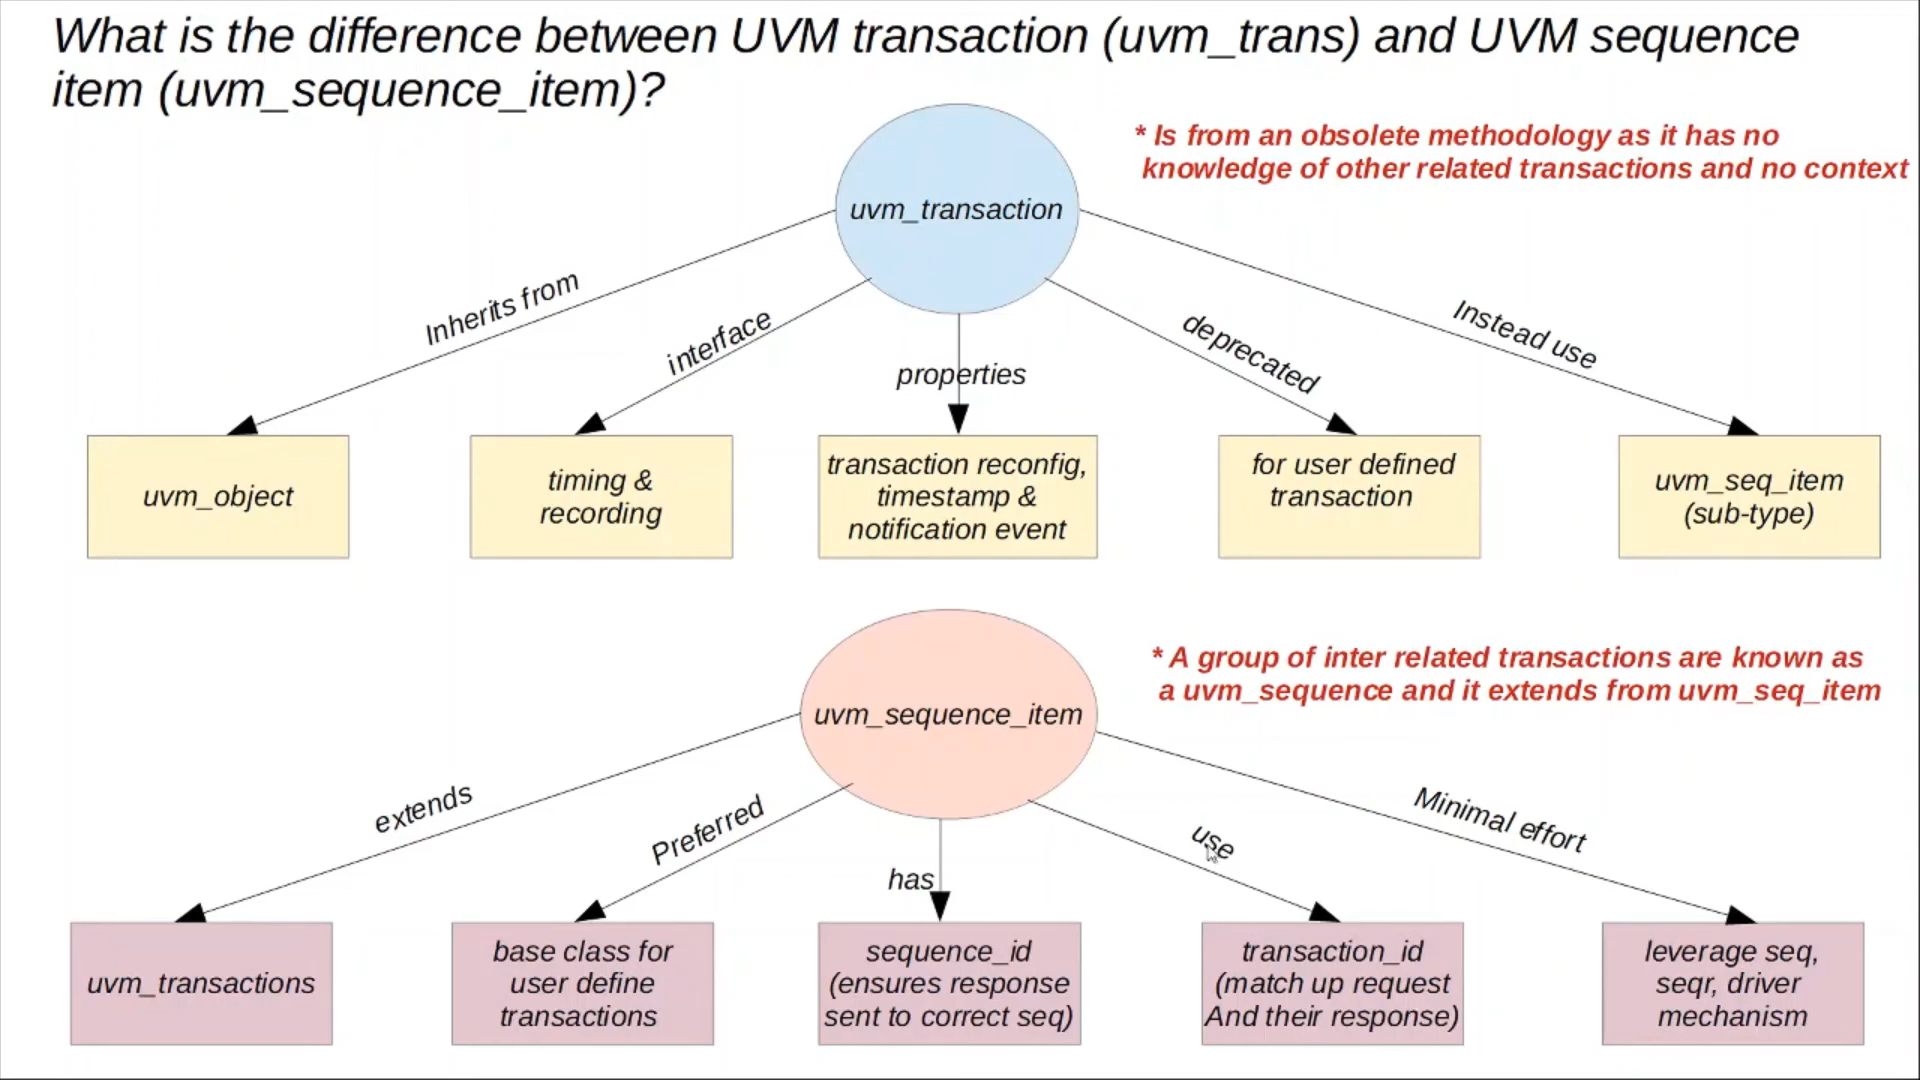 What is the difference between UVM transaction (uvm_trans) and UVM sequence
item (uvm_sequence_item)?
* Is from an obsolete methodology as it has no
knowledge of other related transactions and no context
uvm_transaction
Inherits from
interface
properties
deprecated
Instead use
uvm_object
timing &
recording
transaction reconfig,
timestamp &
notification event
for user defined
transaction
uvm_seq_item
(sub-type)
* A group of inter related transactions are known as
a uvm_sequence and it extends from uvm_seq_item
uvm_sequence_item
extends
Preferred
has
use
Minimal effort
uvm_transactions
base class for
user define
transactions
sequence_id
(ensures response
sent to correct seq)
transaction_id
(match up request
And their response)
leverage seq,
seqr, driver
mechanism